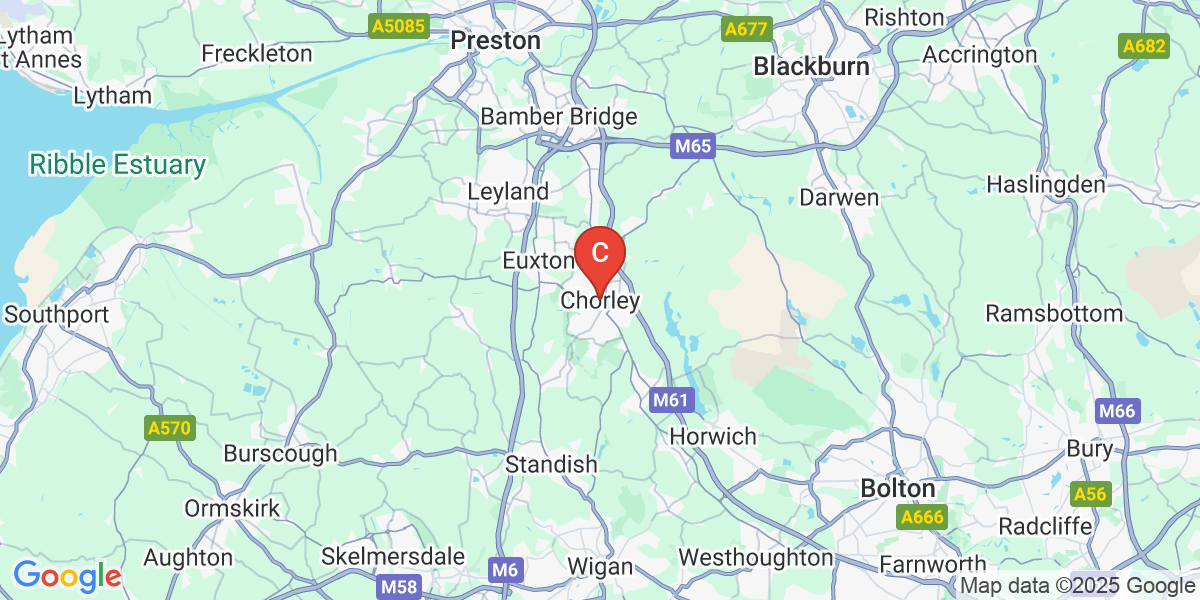 Rishton
A5085
A677
Lytham
St Annes
Freckleton
Preston
Accrington
A682
Blackburn
Lytham
Bamber Bridge
M65
Ribble Estuary
Leyland
Darwen
Haslingden
C
Euxton
Chorley
Southport
Ramsbottom
M61
M66
A570
Horwich
Burscough
Standish
Bury
Bolton
A56
Ormskirk
A666
Radcliffe
Aughton
Skelmersdale
Wigan
Westhoughton
Farnworth
M6
Google
M58
Map data ©2025 Google